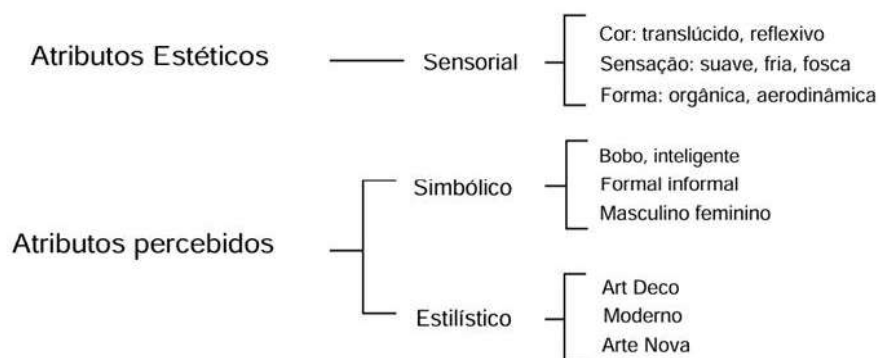 Atributos Estéticos
Sensorial
Cor: translúcido, reflexivo
Sensação: suave, fria, fosca
Forma: orgânica, aerodinâmica
Atributos percebidos
Simbólico
Bobo, inteligente
Formal informal
Masculino feminino
Estilístico
Art Deco
Moderno
Arte Nova